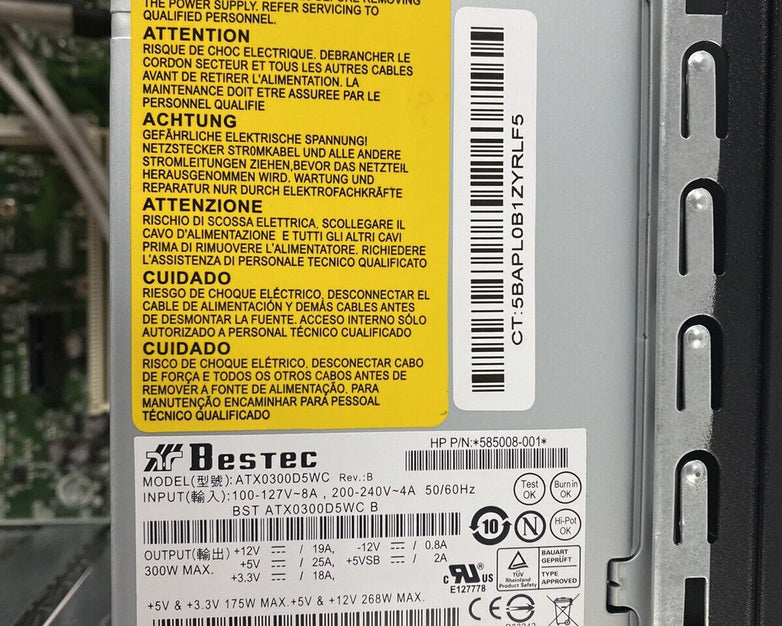 THE POWER SUPPLY. REFER SERVICING TO
QUALIFIED PERSONNEL.
ATTENTION
RISQUE DE CHOC ELECTRIQUE. DEBRANCHER LE
CORDON SECTEUR ET TOUS LES AUTRES CABLES
AVANT DE RETIRER L'ALIMENTATION. LA
MAINTENANCE DOIT ETRE ASSUREE PAR LE
PERSONNEL QUALIFIE
ACHTUNG
GEFÄHRLICHE ELEKTRISCHE SPANNUNG!
NETZSTECKER STROMKABEL UND ALLE ANDERE
STROMLEITUNGEN ZIEHEN,BEVOR DAS NETZTEIL
HERAUSGENOMMEN WIRD. WARTUNG UND
REPARATUR NUR DURCH ELEKTROFACHKRÄFTE
ATTENZIONE
RISCHIO DI SCOSSA ELETTRICA, SCOLLEGARE IL
CAVO D'ALIMENTAZIONE E TUTTI GLI ALTRI CAVI
PRIMA DI RIMUOVERE L'ALIMENTATORE. RICHIEDERE
L'ASSISTENZA DI PERSONALE TECNICO QUALIFICATO
CUIDADO
RIESGO DE CHOQUE ELÉCTRICO, DESCONECTAR EL
CABLE DE ALIMENTACIÓN Y DEMÁS CABLES ANTES
DE DESMONTAR LA FUENTE. ACCESO INTERNO SÓLO
AUTORIZADO A PERSONAL TÉCNICO CUALIFICADO
CUIDADO
RISCO DE CHOQUE ELÉCTRICO, DESCONECTAR CABO
DE FORÇA E TODOS OS OTROS CABOS ANTES DE
REMOVER A FONTE DE ALIMENTAÇÃO. PARA
MANUTENÇÃO ENCAMINHAR PARA PESSOAL
TÉCNICO QUALIFICADO
CT:5BAPL0B1ZYRLF5
BESTEC
HP P/N:*585008-001*
MODEL(型號):ATX0300D5WC Rev.:B
INPUT(輸入):100-127V~8A , 200-240V~4A 50/60Hz
BST ATX0300D5WC B
Test OK
Burn in OK
10
N
Hi-Pot OK
OUTPUT(輸出) +12V / 19A, -12V / 0.8A
300W MAX. +5V / 25A, +5VSB / 2A
+3.3V / 18A,
+5V & +3.3V 175W MAX.+5V & +12V 268W MAX.
c RU US
E127778
TÜV
Rheinland
Product Safety
BAUART
GEPRÜFT
TYPE
APPROVED
CE